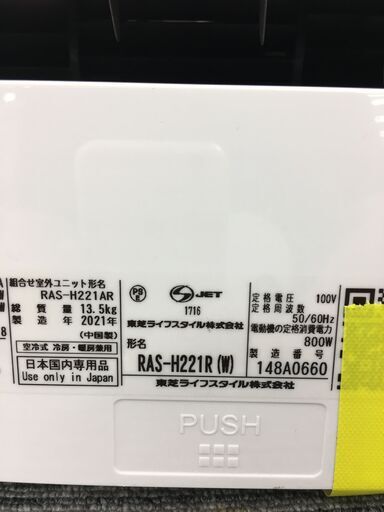 組合せ室外ユニット形名
RAS-H221AR
総質量 13.5kg
製造年 2021年
(中国製)
空冷式 冷房・暖房兼用
日本国内専用品
Use only in Japan
PS
E
JET
1716
東芝ライフスタイル株式会社
形名
RAS-H221R(W)
東芝ライフスタイル株式会社
定格電圧 100V
定格周波数
50/60Hz
電動機の定格消費電力
800W
製造番号
148A0660
PUSH